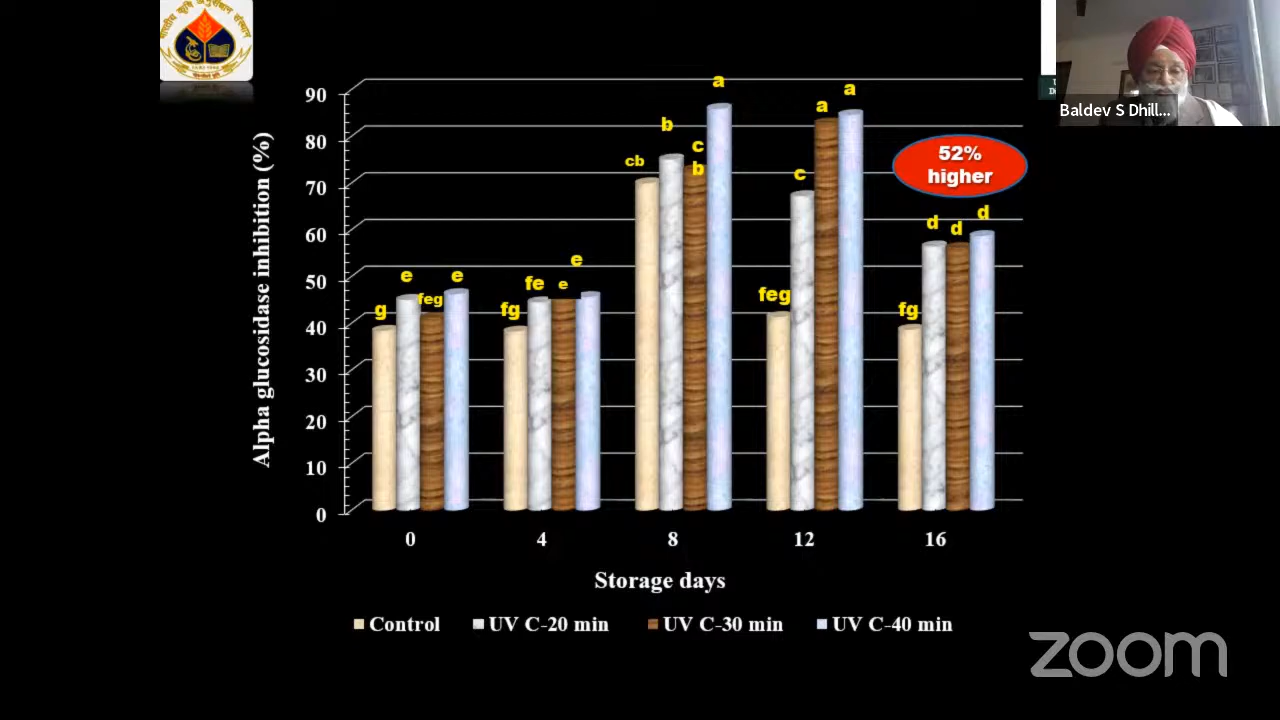 भारतीय कृषि अनुसंधान संस्थान
Baldev S Dhill...
52%
higher
Alpha glucosidase inhibition (%)
90
80
70
60
50
40
30
20
10
0
g
e
feg
e
fg
fe
e
e
cb
b
c
b
a
feg
c
a
a
fg
d
d
d
0
4
8
12
16
Storage days
Control
UV C-20 min
UV C-30 min
UV C-40 min
zoom